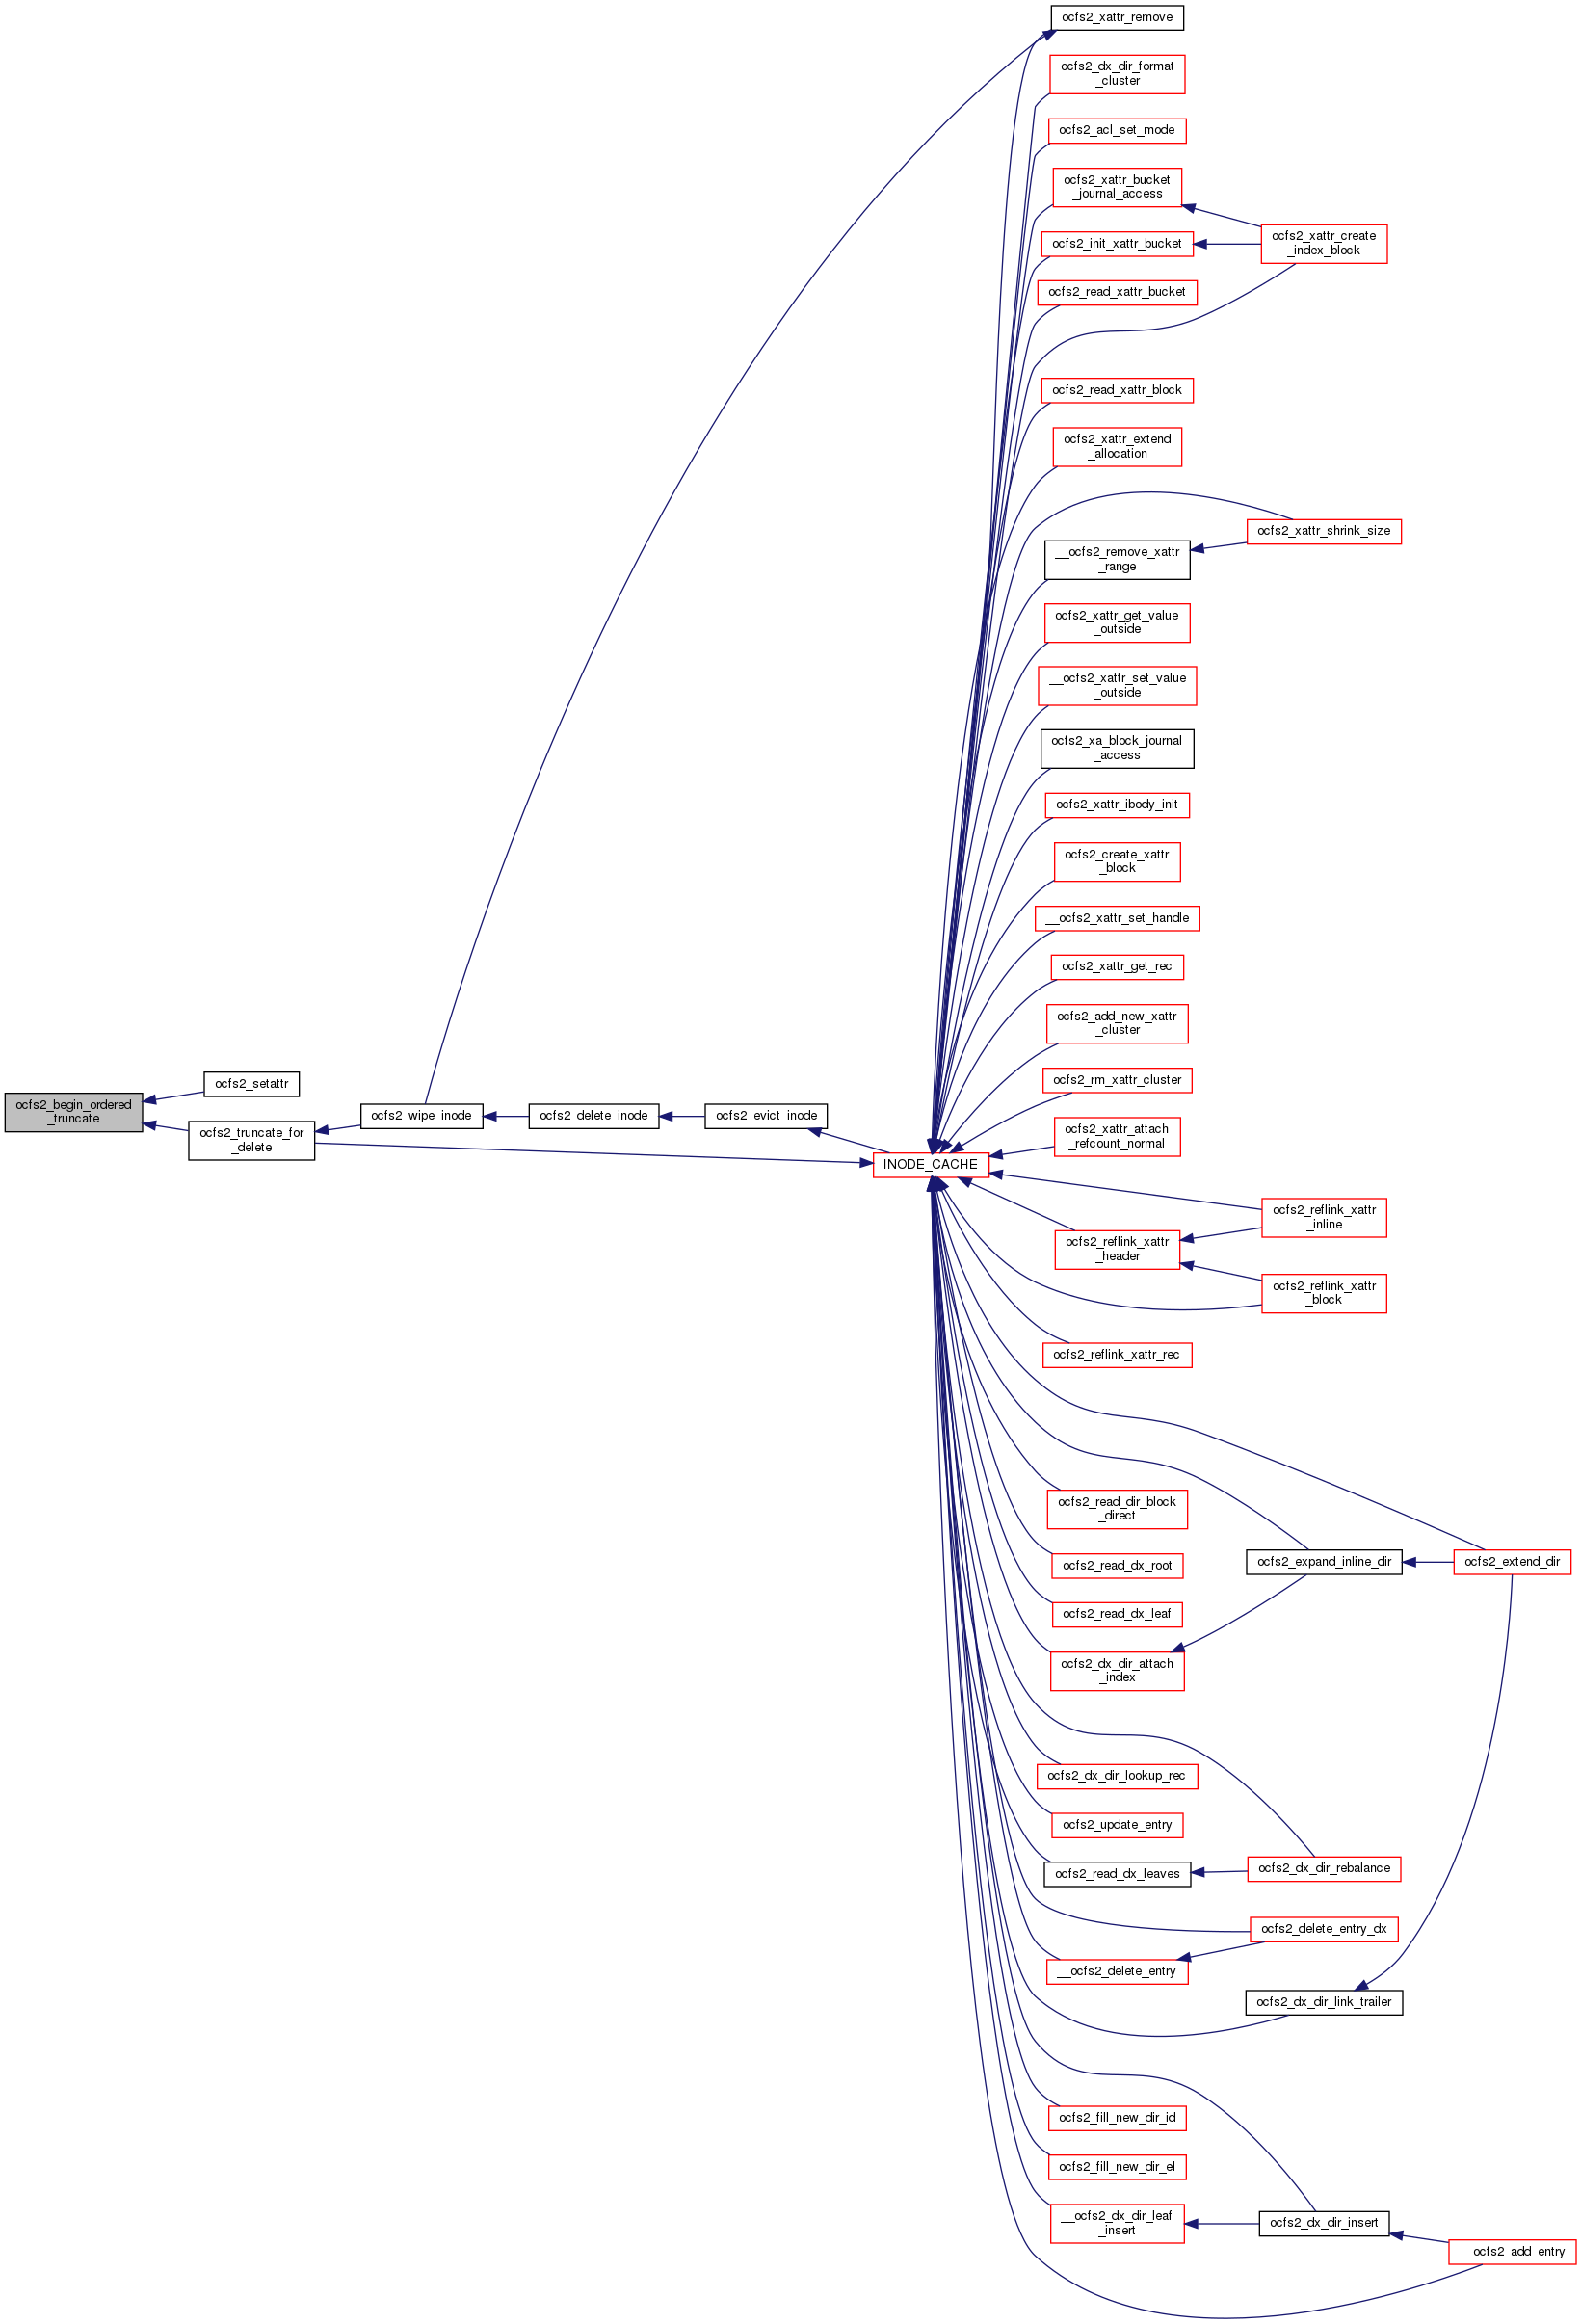 ocfs2_xattr_remove
ocfs2_dx_dir_format
_cluster
ocfs2_acl_set_mode
ocfs2_xattr_bucket
_journal_access
ocfs2_xattr_create
_index_block
ocfs2_init_xattr_bucket
ocfs2_read_xattr_bucket
ocfs2_read_xattr_block
ocfs2_xattr_extend
_allocation
ocfs2_xattr_shrink_size
__ocfs2_remove_xattr
_range
ocfs2_xattr_get_value
_outside
__ocfs2_xattr_set_value
_outside
ocfs2_xa_block_journal
_access
ocfs2_xattr_ibody_init
ocfs2_create_xattr
_block
__ocfs2_xattr_set_handle
ocfs2_xattr_get_rec
ocfs2_add_new_xattr
_cluster
ocfs2_rm_xattr_cluster
ocfs2_setattr
ocfs2_begin_ordered
_truncate
ocfs2_wipe_inode
ocfs2_delete_inode
ocfs2_evict_inode
ocfs2_truncate_for
_delete
ocfs2_xattr_attach
_refcount_normal
INODE_CACHE
ocfs2_reflink_xattr
_inline
ocfs2_reflink_xattr
_header
ocfs2_reflink_xattr
_block
ocfs2_reflink_xattr_rec
ocfs2_read_dir_block
_direct
ocfs2_expand_inline_dir
ocfs2_extend_dir
ocfs2_read_dx_root
ocfs2_read_dx_leaf
ocfs2_dx_dir_attach
_index
ocfs2_dx_dir_lookup_rec
ocfs2_update_entry
ocfs2_read_dx_leaves
ocfs2_dx_dir_rebalance
ocfs2_delete_entry_dx
__ocfs2_delete_entry
ocfs2_dx_dir_link_trailer
ocfs2_fill_new_dir_id
ocfs2_fill_new_dir_el
__ocfs2_dx_dir_leaf
_insert
ocfs2_dx_dir_insert
__ocfs2_add_entry